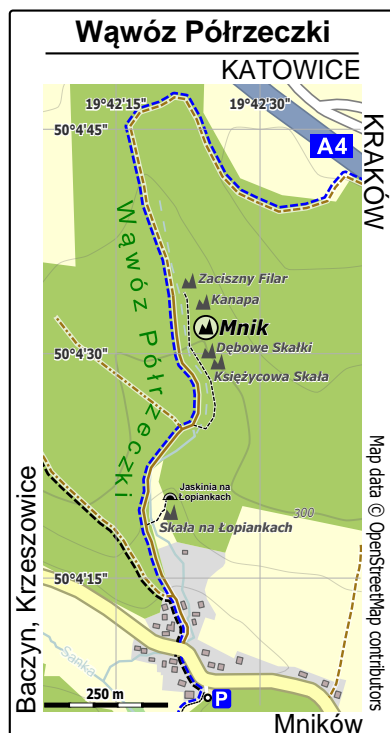 Wąwóz Półrzeczki
KATOWICE
19°42'15" 19°42'30"
50°4'45"
A4
KRAKÓW
Wąwóz Półrzeczki
Zaciszny Filar
Kanapa
Mnik
Dębowe Skałki
50°4'30"
Księżycowa Skała
Jaskinia na
Łopiankach
300
Skała na Łopiankach
50°4'15"
Baczyn, Krzeszowice
Map data © OpenStreetMap contributors
Sanka
250 m
P
Mników